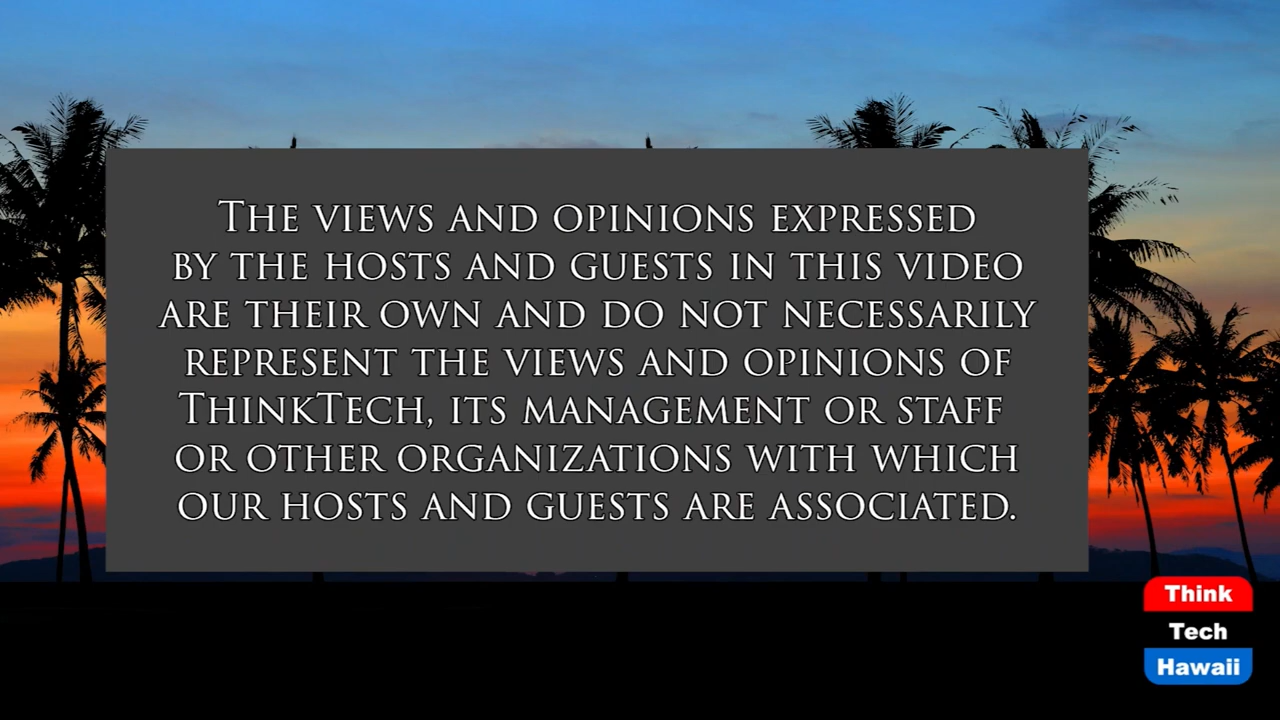 The views and opinions expressed
by the hosts and guests in this video
are their own and do not necessarily
represent the views and opinions of
ThinkTech, its management or staff
or other organizations with which
our hosts and guests are associated.
Think
Tech
Hawaii